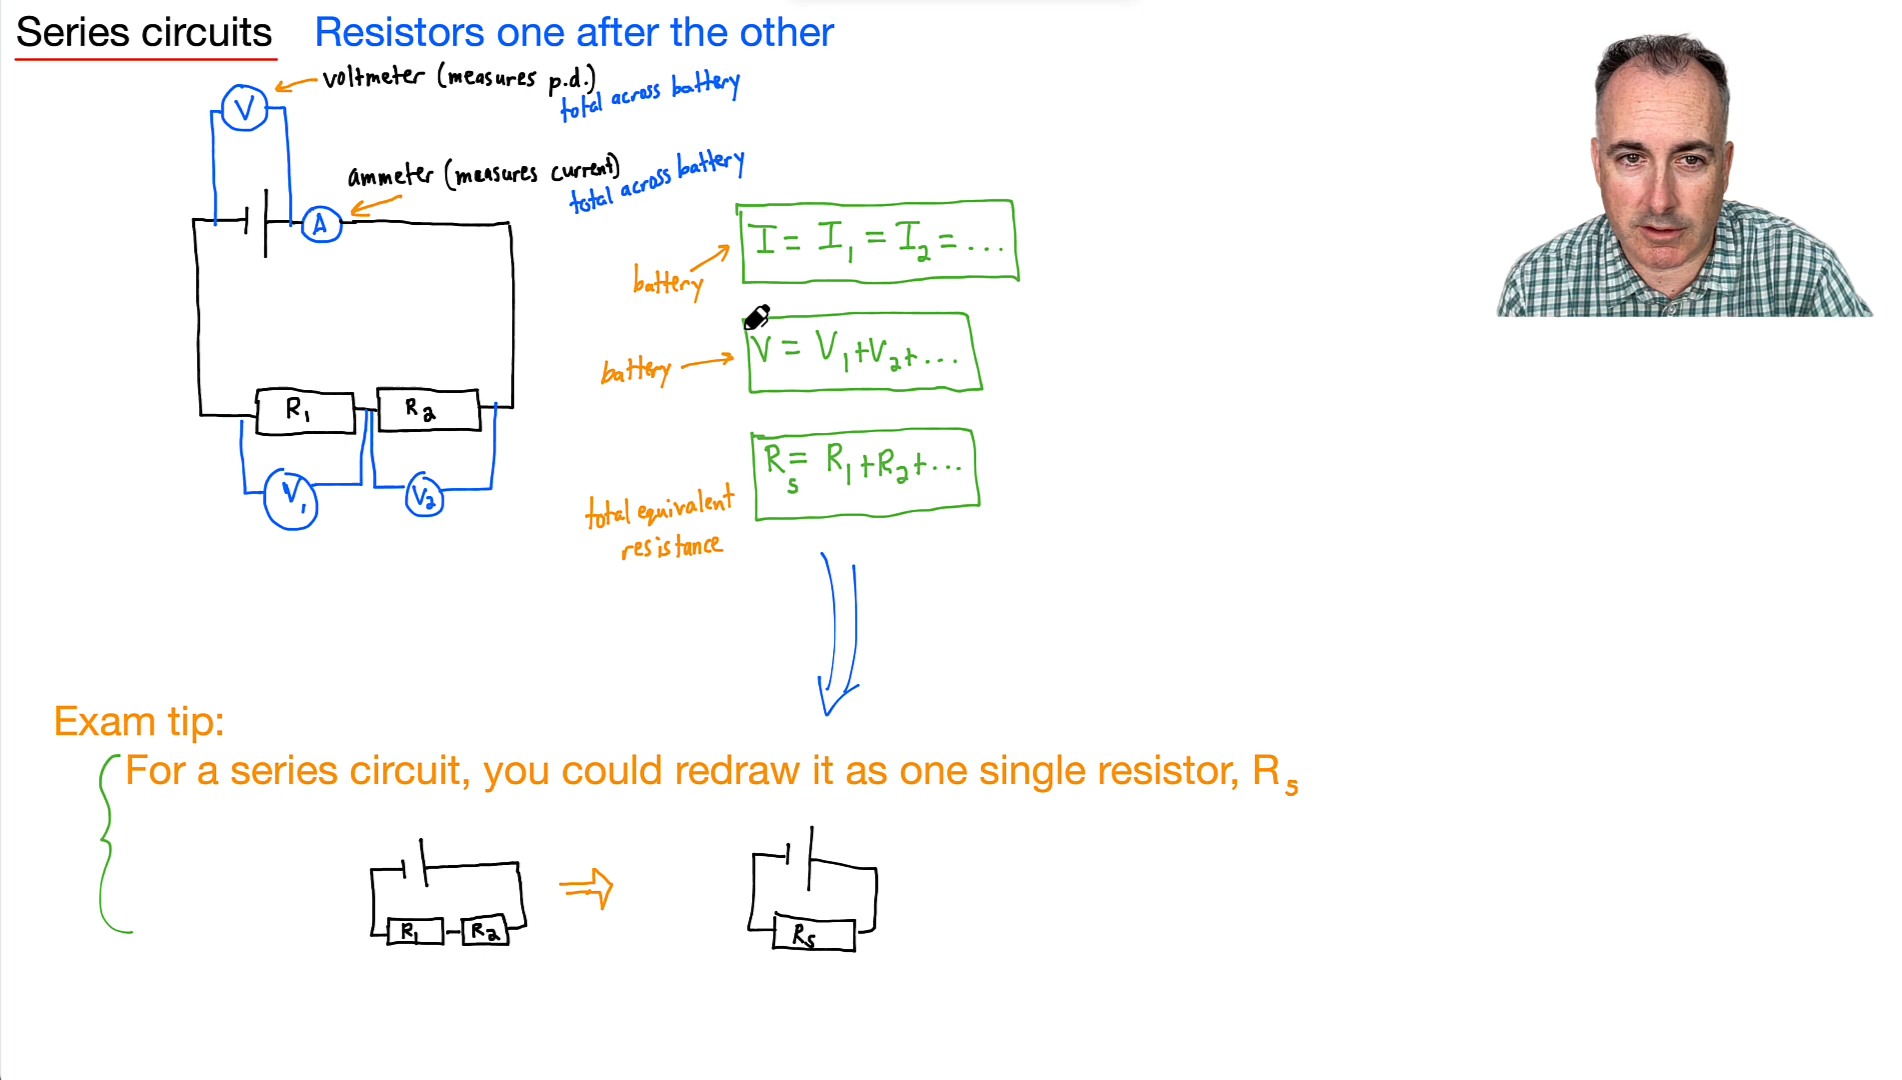 Series circuits Resistors one after the other
voltmeter (measures p.d.)
total across battery
V
ammeter (measures current)
total across battery
A
I = I₁ = I₂ = ...
battery
V = V₁+V₂+...
battery
R₁ R₂
Rs = R₁+R₂+...
V₁ V₂
total equivalent
resistance
Exam tip:
For a series circuit, you could redraw it as one single resistor, Rs
R₁ R₂
Rs